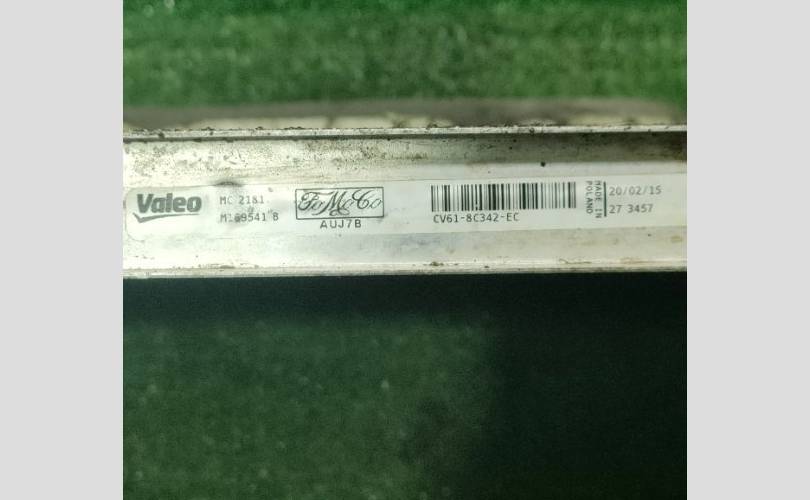 Valeo
MC 2181
M169541 B
FoMoCo
AUJ7B
CV61-8C342-EC
MADE IN
POLAND
20/02/15
27 3457